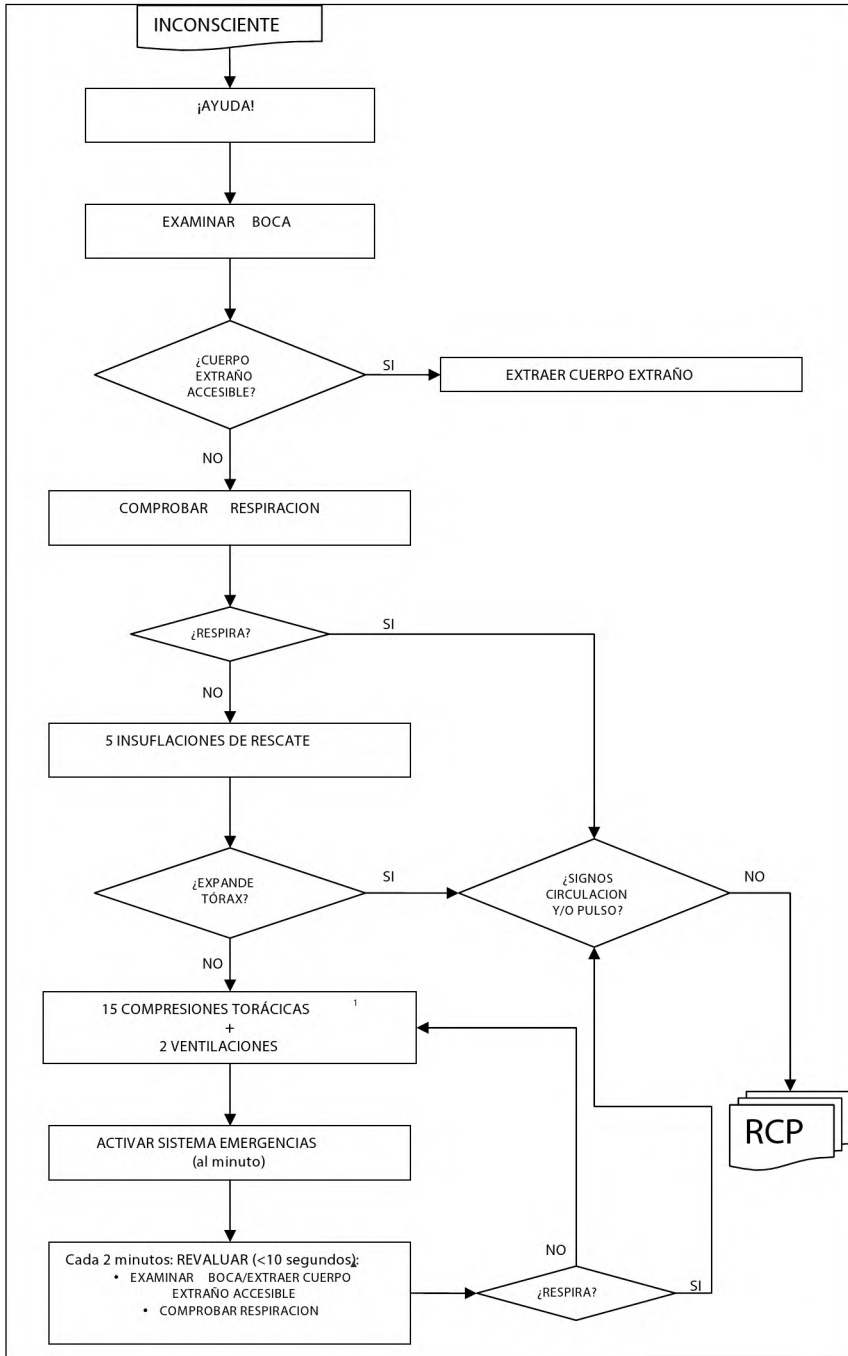 INCONSCIENTE
¡AYUDA!
EXAMINAR BOCA
¿CUERPO
EXTRAÑO
ACCESIBLE?
SI
EXTRAER CUERPO EXTRAÑO
NO
COMPROBAR RESPIRACION
¿RESPIRA?
SI
NO
5 INSUFLACIONES DE RESCATE
¿EXPANDE
TÓRAX?
SI
¿SIGNOS
CIRCULACION
Y/O PULSO?
NO
NO
15 COMPRESIONES TORÁCICAS 1
+
2 VENTILACIONES
RCP
ACTIVAR SISTEMA EMERGENCIAS
(al minuto)
Cada 2 minutos: REVALUAR (<10 segundos):
• EXAMINAR BOCA/EXTRAER CUERPO
EXTRAÑO ACCESIBLE
• COMPROBAR RESPIRACION
NO
¿RESPIRA?
SI